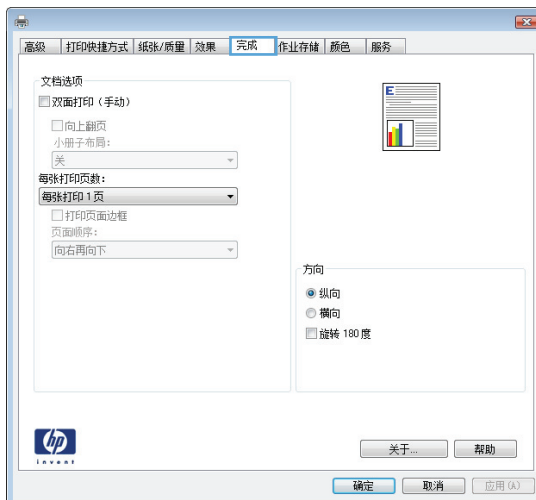 高级 打印快捷方式 纸张/质量 效果 完成 作业存储 颜色 服务
文档选项
双面打印（手动）
向上翻页
小册子布局:
关
每张打印页数:
每张打印 1 页
打印页面边框
页面顺序:
向右再向下
E
方向
纵向
横向
旋转 180 度
hp
invent
关于... 帮助
确定 取消 应用(A)